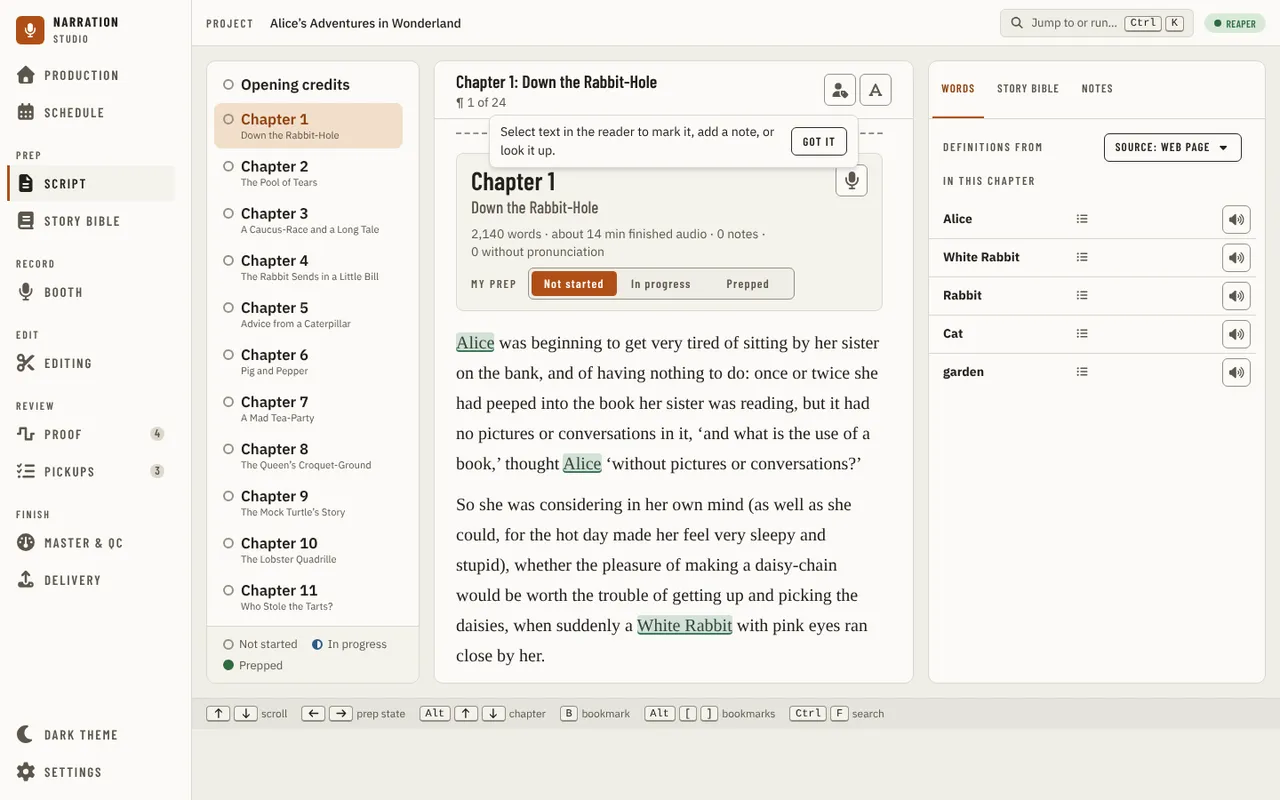 NARRATION
STUDIO
PRODUCTION
SCHEDULE
PREP
SCRIPT
STORY BIBLE
RECORD
BOOTH
EDIT
EDITING
REVIEW
PROOF 4
PICKUPS 3
FINISH
MASTER & QC
DELIVERY
DARK THEME
SETTINGS
PROJECT Alice’s Adventures in Wonderland
Jump to or run… Ctrl K
REAPER
Opening credits
Chapter 1
Down the Rabbit-Hole
Chapter 2
The Pool of Tears
Chapter 3
A Caucus-Race and a Long Tale
Chapter 4
The Rabbit Sends in a Little Bill
Chapter 5
Advice from a Caterpillar
Chapter 6
Pig and Pepper
Chapter 7
A Mad Tea-Party
Chapter 8
The Queen’s Croquet-Ground
Chapter 9
The Mock Turtle’s Story
Chapter 10
The Lobster Quadrille
Chapter 11
Who Stole the Tarts?
Not started In progress
Prepped
Chapter 1: Down the Rabbit-Hole
¶ 1 of 24
A
Select text in the reader to mark it, add a note, or
look it up.
GOT IT
Chapter 1
Down the Rabbit-Hole
2,140 words · about 14 min finished audio · 0 notes ·
0 without pronunciation
MY PREP Not started In progress Prepped
Alice was beginning to get very tired of sitting by her sister
on the bank, and of having nothing to do: once or twice she
had peeped into the book her sister was reading, but it had
no pictures or conversations in it, ‘and what is the use of a
book,’ thought Alice ‘without pictures or conversations?’
So she was considering in her own mind (as well as she
could, for the hot day made her feel very sleepy and
stupid), whether the pleasure of making a daisy-chain
would be worth the trouble of getting up and picking the
daisies, when suddenly a White Rabbit with pink eyes ran
close by her.
WORDS STORY BIBLE NOTES
DEFINITIONS FROM SOURCE: WEB PAGE
IN THIS CHAPTER
Alice
White Rabbit
Rabbit
Cat
garden
↑ ↓ scroll ← → prep state Alt ↑ ↓ chapter B bookmark Alt [ ] bookmarks Ctrl F search